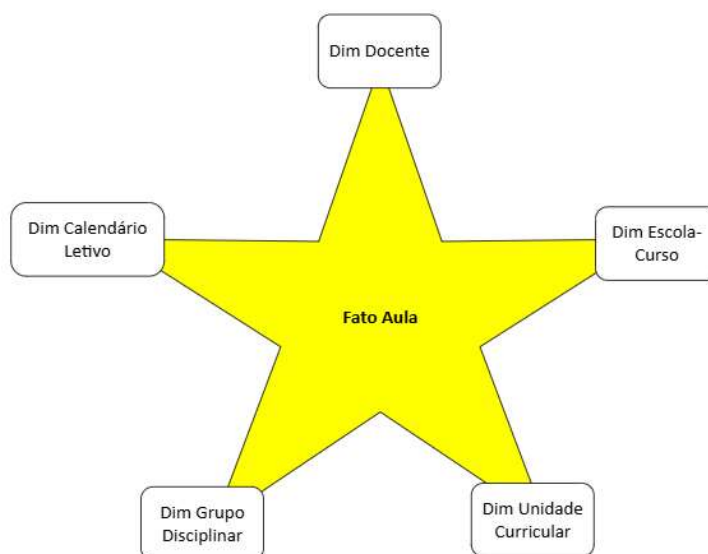 Dim Docente
Dim Calendário
Letivo
Dim Escola-
Curso
Fato Aula
Dim Grupo
Disciplinar
Dim Unidade
Curricular